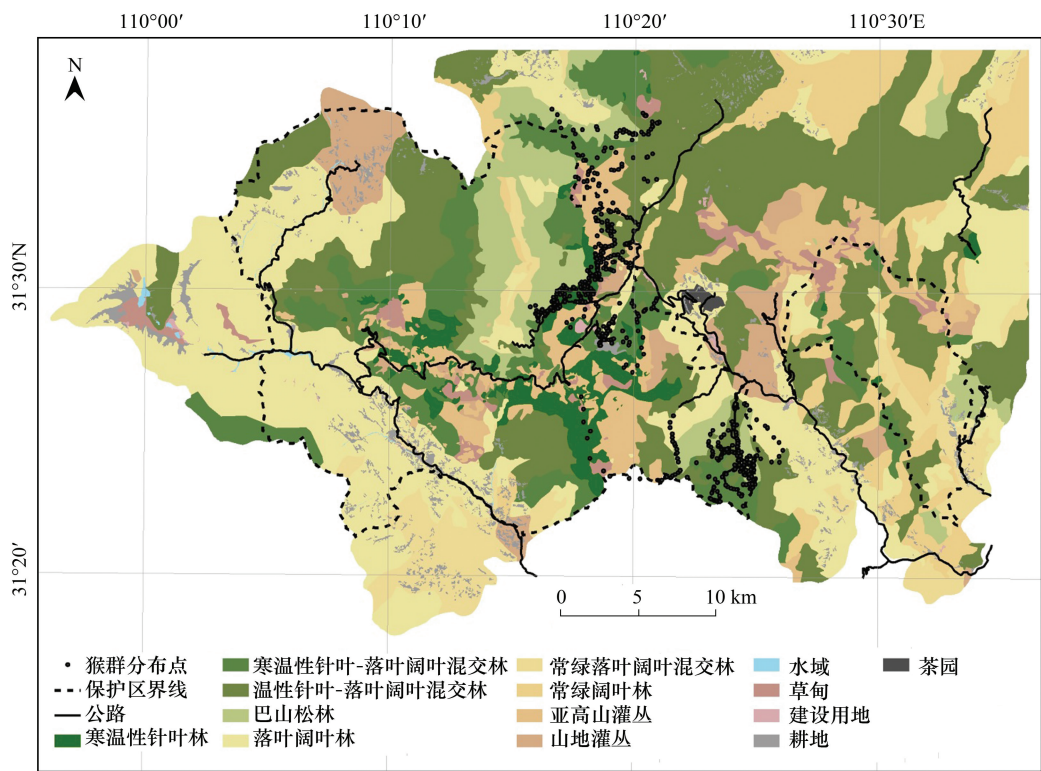 110°00′ 110°10′ 110°20′ 110°30′E
N
31°30′N
31°20′
0 5 10 km
猴群分布点 寒温性针叶-落叶阔叶混交林 常绿落叶阔叶混交林 水域 茶园
保护区界线 温性针叶-落叶阔叶混交林 常绿阔叶林 草甸
公路 巴山松林 亚高山灌丛 建设用地
寒温性针叶林 落叶阔叶林 山地灌丛 耕地